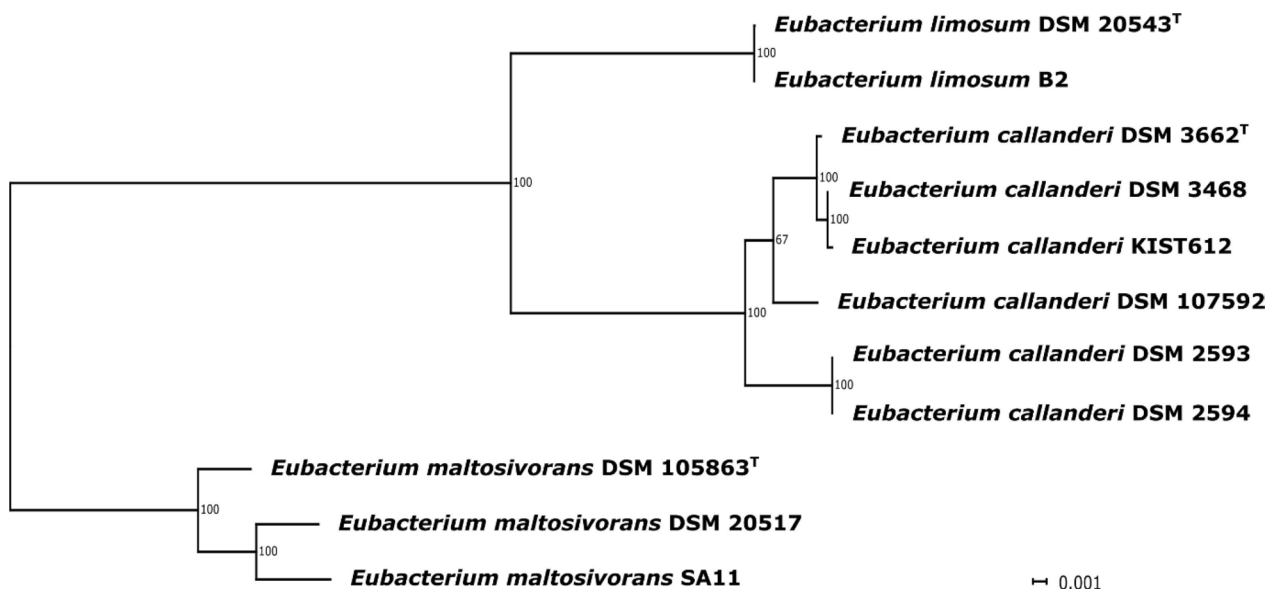 Eubacterium limosum DSM 20543ᵀ
100
Eubacterium limosum B2
Eubacterium callanderi DSM 3662ᵀ
100
100
Eubacterium callanderi DSM 3468
100
Eubacterium callanderi KIST612
67
Eubacterium callanderi DSM 107592
100
Eubacterium callanderi DSM 2593
100
Eubacterium callanderi DSM 2594
Eubacterium maltosivorans DSM 105863ᵀ
100
Eubacterium maltosivorans DSM 20517
100
Eubacterium maltosivorans SA11
0.001